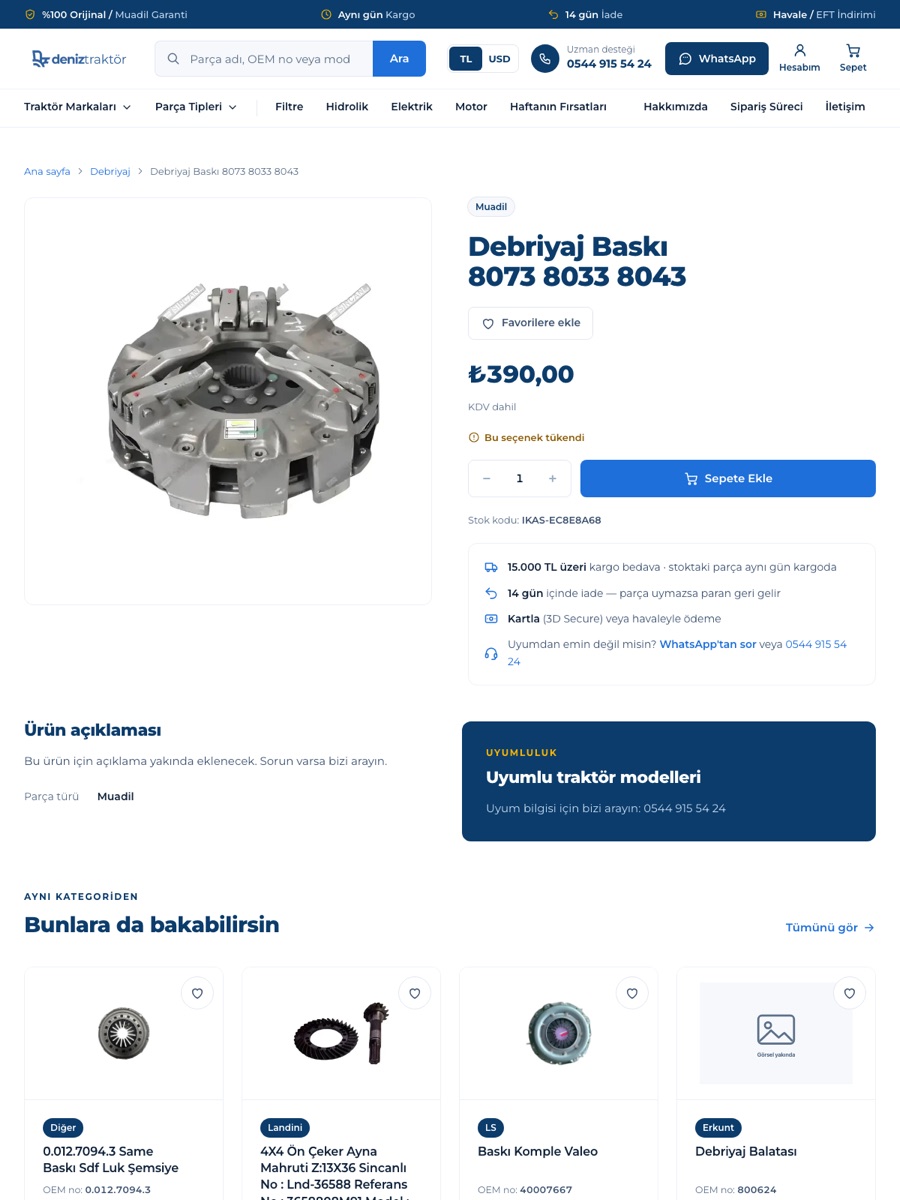 %100 Orijinal / Muadil Garanti
Aynı gün Kargo
14 gün İade
Havale / EFT İndirimi
deniztraktör
Parça adı, OEM no veya mod
Ara
TL
USD
Uzman desteği
0544 915 54 24
WhatsApp
Hesabım
Sepet
Traktör Markaları
Parça Tipleri
Filtre
Hidrolik
Elektrik
Motor
Haftanın Fırsatları
Hakkımızda
Sipariş Süreci
İletişim
Ana sayfa > Debriyaj > Debriyaj Baskı 8073 8033 8043
Muadil
Debriyaj Baskı
8073 8033 8043
Favorilere ekle
₺390,00
KDV dahil
Bu seçenek tükendi
− 1 +
Sepete Ekle
Stok kodu: IKAS-EC8E8A68
15.000 TL üzeri kargo bedava · stoktaki parça aynı gün kargoda
14 gün içinde iade — parça uymazsa paran geri gelir
Kartla (3D Secure) veya havaleyle ödeme
Uyumdan emin değil misin? WhatsApp'tan sor veya 0544 915 54
24
Ürün açıklaması
Bu ürün için açıklama yakında eklenecek. Sorun varsa bizi arayın.
Parça türü Muadil
UYUMLULUK
Uyumlu traktör modelleri
Uyum bilgisi için bizi arayın: 0544 915 54 24
AYNI KATEGORİDEN
Bunlara da bakabilirsin
Tümünü gör →
Görsel yakında
Diğer
0.012.7094.3 Same
Baskı Sdf Luk Şemsiye
OEM no: 0.012.7094.3
Landini
4X4 Ön Çeker Ayna
Mahruti Z:13X36 Sincanlı
No : Lnd-36588 Referans
LS
Baskı Komple Valeo
OEM no: 40007667
Erkunt
Debriyaj Balatası
OEM no: 800624